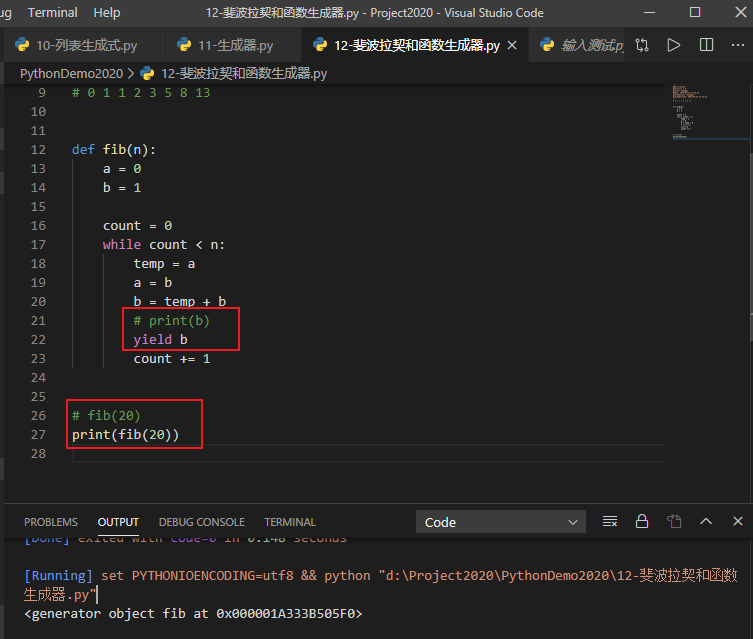 ug Terminal Help 12-斐波拉契和函数生成器.py - Project2020 - Visual Studio Code
10-列表生成式.py 11-生成器.py 12-斐波拉契和函数生成器.py 输入测试.py
PythonDemo2020 > 12-斐波拉契和函数生成器.py
9 # 0 1 1 2 3 5 8 13
10
11
12 def fib(n):
13 a = 0
14 b = 1
15
16 count = 0
17 while count < n:
18 temp = a
19 a = b
20 b = temp + b
21 # print(b)
22 yield b
23 count += 1
24
25
26 # fib(20)
27 print(fib(20))
28
PROBLEMS OUTPUT DEBUG CONSOLE TERMINAL Code
[Done] exited with code=0 in 0.148 seconds
[Running] set PYTHONIOENCODING=utf8 && python "d:\Project2020\PythonDemo2020\12-斐波拉契和函数
生成器.py"
<generator object fib at 0x000001A333B505F0>